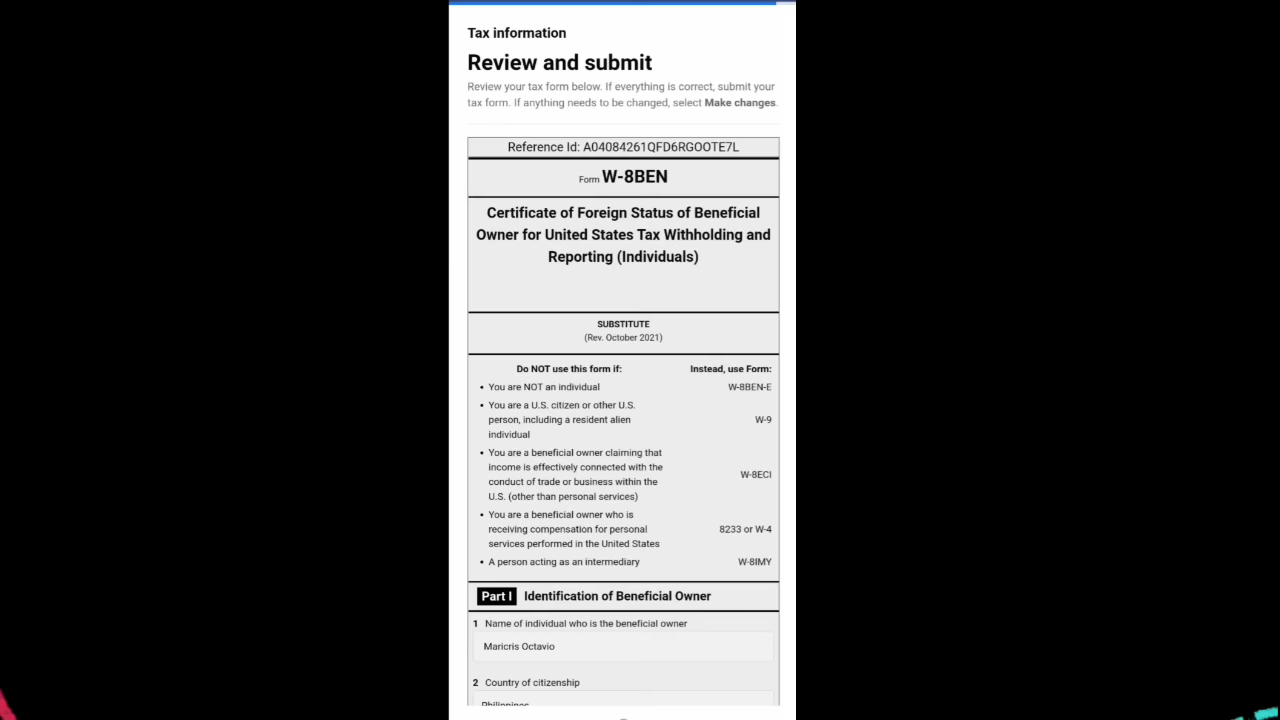 Tax information
Review and submit
Review your tax form below. If everything is correct, submit your
tax form. If anything needs to be changed, select Make changes.
Reference Id: A04084261QFD6RGOOTE7L
Form W-8BEN
Certificate of Foreign Status of Beneficial
Owner for United States Tax Withholding and
Reporting (Individuals)
SUBSTITUTE
(Rev. October 2021)
Do NOT use this form if: Instead, use Form:
• You are NOT an individual W-8BEN-E
• You are a U.S. citizen or other U.S.
person, including a resident alien W-9
individual
• You are a beneficial owner claiming that
income is effectively connected with the
conduct of trade or business within the W-8ECI
U.S. (other than personal services)
• You are a beneficial owner who is
receiving compensation for personal 8233 or W-4
services performed in the United States
• A person acting as an intermediary W-8IMY
Part I Identification of Beneficial Owner
1 Name of individual who is the beneficial owner
Maricris Octavio
2 Country of citizenship
Philippines